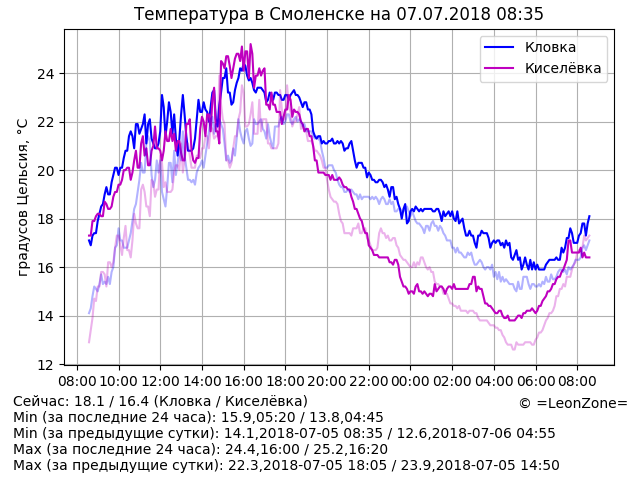 Температура в Смоленске на 07.07.2018 08:35
Кловка
Киселёвка
градусов Цельсия, °C
24
22
20
18
16
14
12
08:00 10:00 12:00 14:00 16:00 18:00 20:00 22:00 00:00 02:00 04:00 06:00 08:00
Сейчас: 18.1 / 16.4 (Кловка / Киселёвка)
© =LeonZone=
Min (за последние 24 часа): 15.9,05:20 / 13.8,04:45
Min (за предыдущие сутки): 14.1,2018-07-05 08:35 / 12.6,2018-07-06 04:55
Max (за последние 24 часа): 24.4,16:00 / 25.2,16:20
Max (за предыдущие сутки): 22.3,2018-07-05 18:05 / 23.9,2018-07-05 14:50